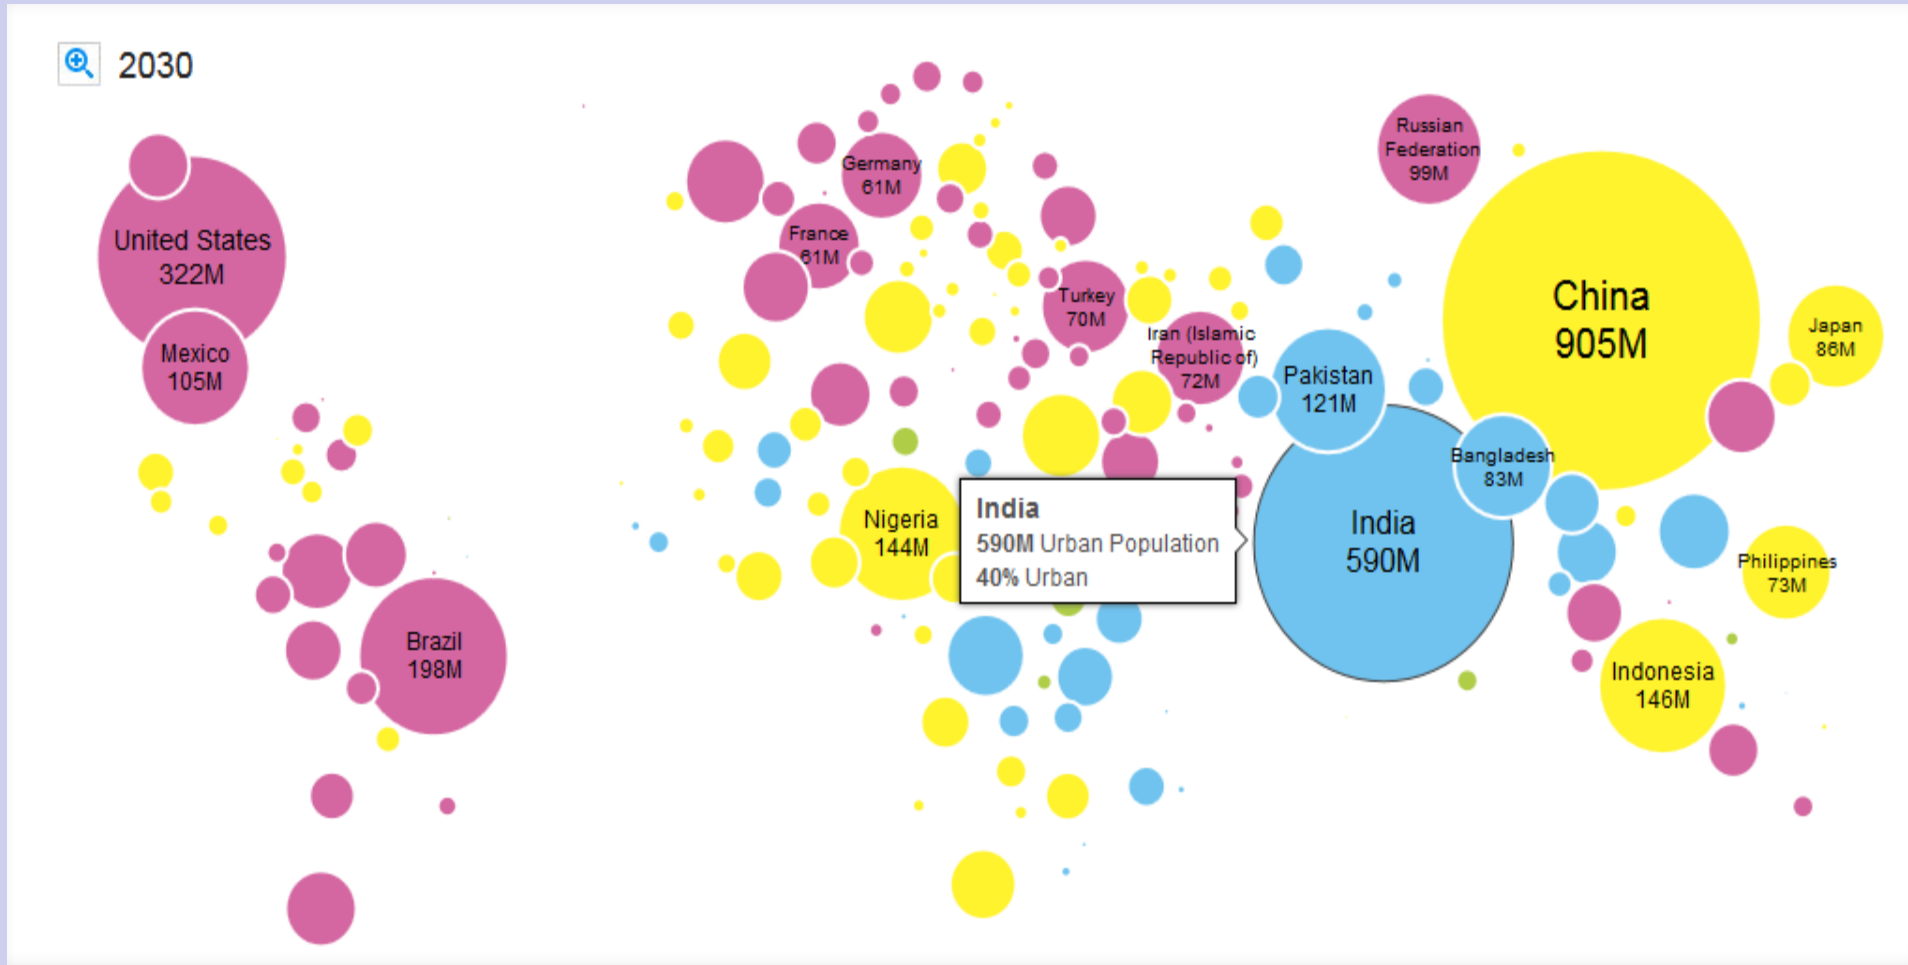 2030
Russian
Federation
99M
Germany
61M
United States
322M
France
61M
China
905M
Turkey
70M
Japan
86M
Iran (Islamic
Republic of)
72M
Mexico
105M
Pakistan
121M
Bangladesh
83M
India
590M Urban Population
40% Urban
Nigeria
144M
India
590M
Philippines
73M
Brazil
198M
Indonesia
146M